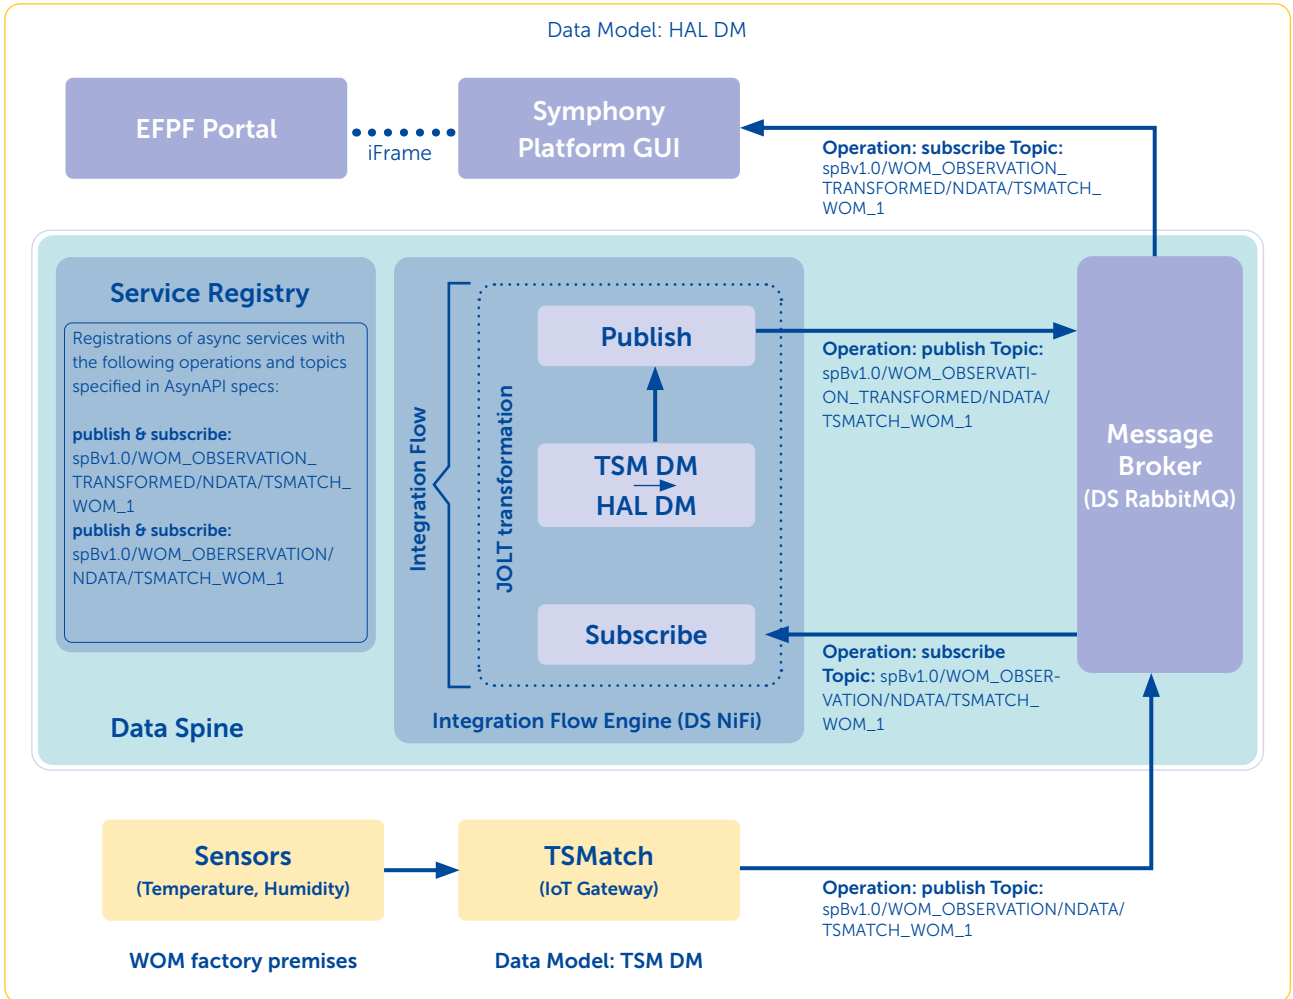 Data Model: HAL DM
EFPF Portal
iFrame
Symphony
Platform GUI
Operation: subscribe Topic:
spBv1.0/WOM_OBSERVATION_
TRANSFORMED/NDATA/TSMATCH_
WOM_1
Service Registry
Registrations of async services with
the following operations and topics
specified in AsynAPI specs:
publish & subscribe:
spBv1.0/WOM_OBSERVATION_
TRANSFORMED/NDATA/TSMATCH_
WOM_1
publish & subscribe:
spBv1.0/WOM_OBERSERVATION/
NDATA/TSMATCH_WOM_1
Data Spine
Integration Flow
JOLT transformation
Publish
TSM DM
HAL DM
Subscribe
Integration Flow Engine (DS NiFi)
Operation: publish Topic:
spBv1.0/WOM_OBSERVATI-
ON_TRANSFORMED/NDATA/
TSMATCH_WOM_1
Message
Broker
(DS RabbitMQ)
Operation: subscribe
Topic: spBv1.0/WOM_OBSER-
VATION/NDATA/TSMATCH_
WOM_1
Sensors
(Temperature, Humidity)
WOM factory premises
TSMatch
(IoT Gateway)
Data Model: TSM DM
Operation: publish Topic:
spBv1.0/WOM_OBSERVATION/NDATA/
TSMATCH_WOM_1